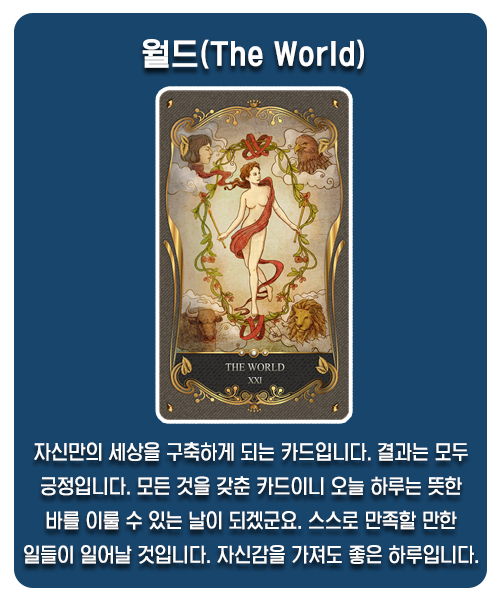 월드(The World)
THE WORLD
XXI
자신만의 세상을 구축하게 되는 카드입니다. 결과는 모두
긍정입니다. 모든 것을 갖춘 카드이니 오늘 하루는 뜻한
바를 이룰 수 있는 날이 되겠군요. 스스로 만족할 만한
일들이 일어날 것입니다. 자신감을 가져도 좋은 하루입니다.